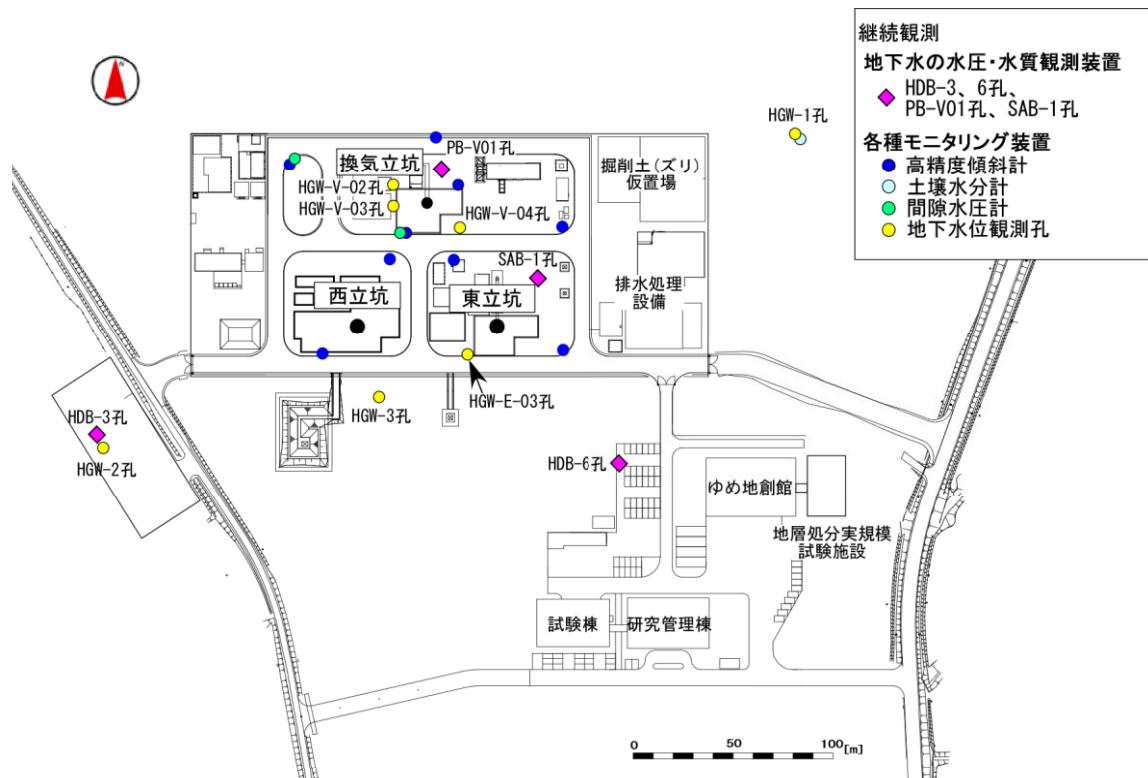 継続観測
地下水の水圧・水質観測装置
HDB-3、6孔、
PB-V01孔、SAB-1孔
各種モニタリング装置
高精度傾斜計
土壌水分計
間隙水圧計
地下水位観測孔
N
HGW-1孔
PB-V01孔
換気立坑
掘削土(ズリ)
仮置場
HGW-V-02孔
HGW-V-03孔
HGW-V-04孔
SAB-1孔
西立坑
東立坑
排水処理
設備
HGW-E-03孔
HGW-3孔
HDB-3孔
HGW-2孔
HDB-6孔
ゆめ地創館
地層処分実規模
試験施設
試験棟
研究管理棟
0 50 100[m]